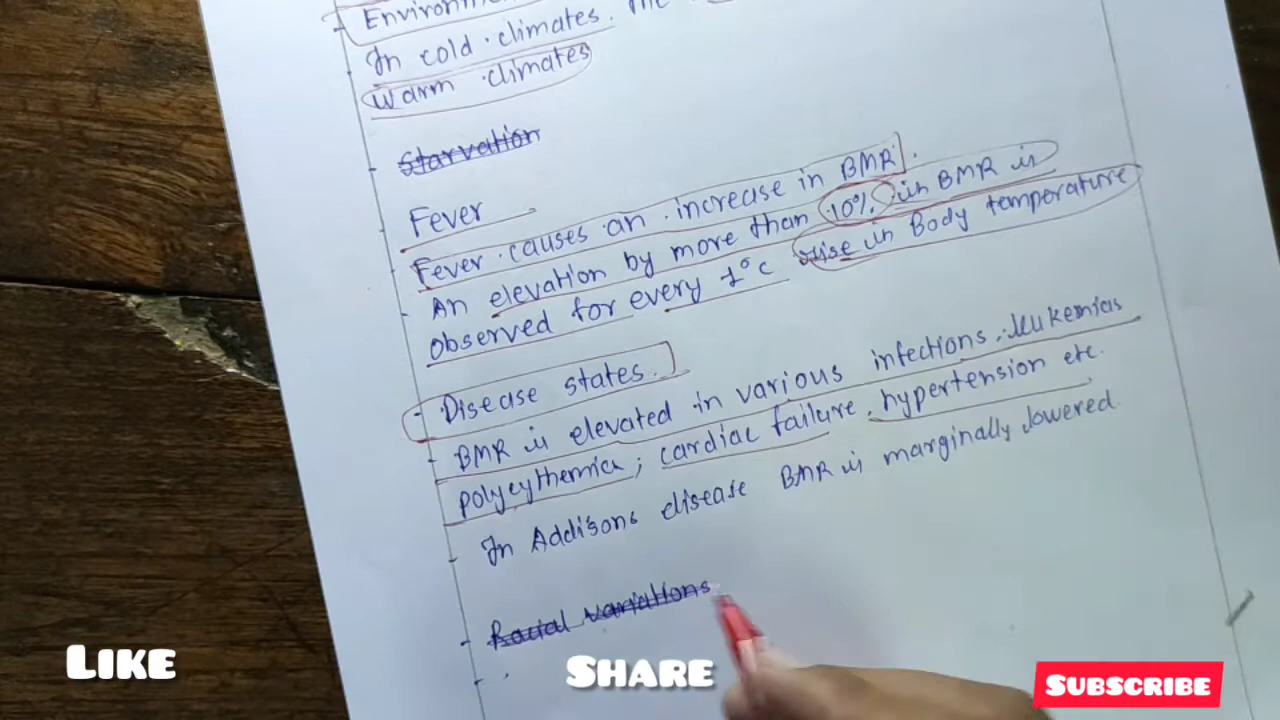 Environme
In cold climates. The
warm climates
Starvation
Fever
Fever causes an increase in BMR.
An elevation by more than 10% in BMR is
observed for every 1°C rise in Body temperature
Disease states.
BMR is elevated in various infections, leukemias
polycythemia, cardiac failure, hypertension etc.
In Addisons disease BMR is marginally lowered.
Racial variations
LIKE
SHARE
SUBSCRIBE